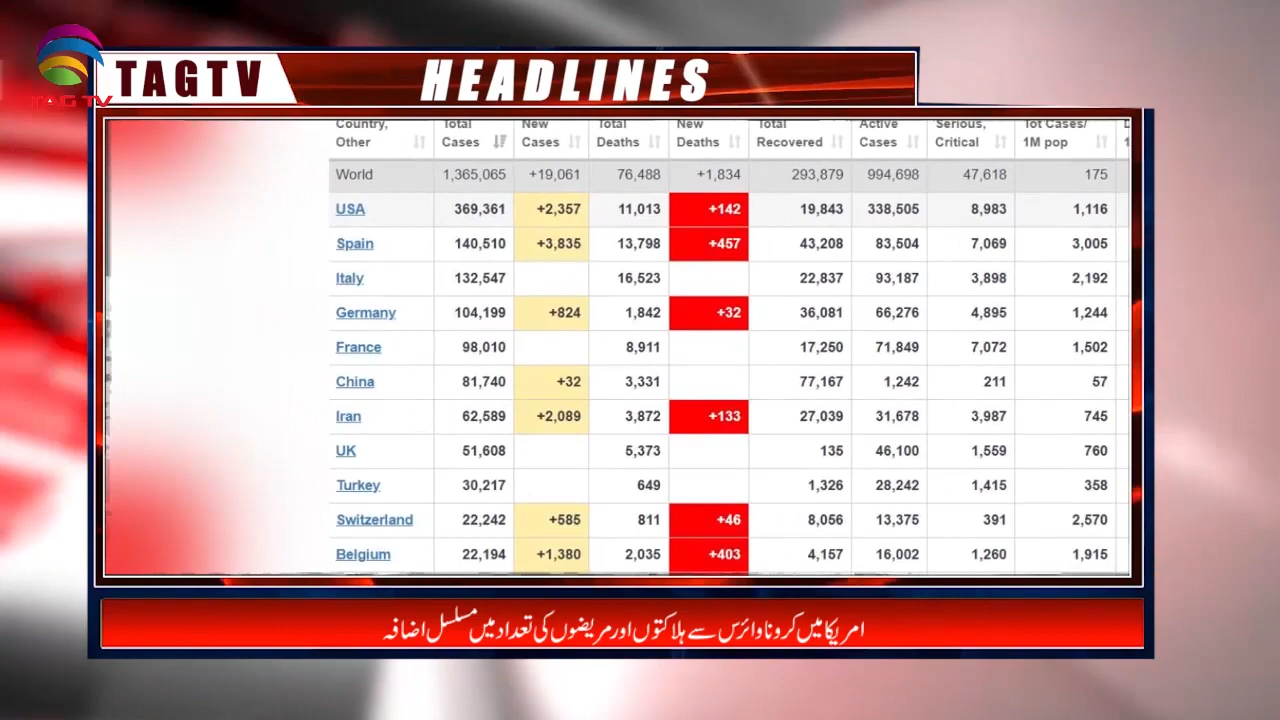 TAGTV HEADLINES
TAG TV
Country, Other Total Cases New Cases Total Deaths New Deaths Total Recovered Active Cases Serious, Critical Tot Cases/ 1M pop
World 1,365,065 +19,061 76,488 +1,834 293,879 994,698 47,618 175
USA 369,361 +2,357 11,013 +142 19,843 338,505 8,983 1,116
Spain 140,510 +3,835 13,798 +457 43,208 83,504 7,069 3,005
Italy 132,547 16,523 22,837 93,187 3,898 2,192
Germany 104,199 +824 1,842 +32 36,081 66,276 4,895 1,244
France 98,010 8,911 17,250 71,849 7,072 1,502
China 81,740 +32 3,331 77,167 1,242 211 57
Iran 62,589 +2,089 3,872 +133 27,039 31,678 3,987 745
UK 51,608 5,373 135 46,100 1,559 760
Turkey 30,217 649 1,326 28,242 1,415 358
Switzerland 22,242 +585 811 +46 8,056 13,375 391 2,570
Belgium 22,194 +1,380 2,035 +403 4,157 16,002 1,260 1,915
امریکا میں کرونا وائرس سے ہلاکتوں اور مریضوں کی تعداد میں مسلسل اضافہ